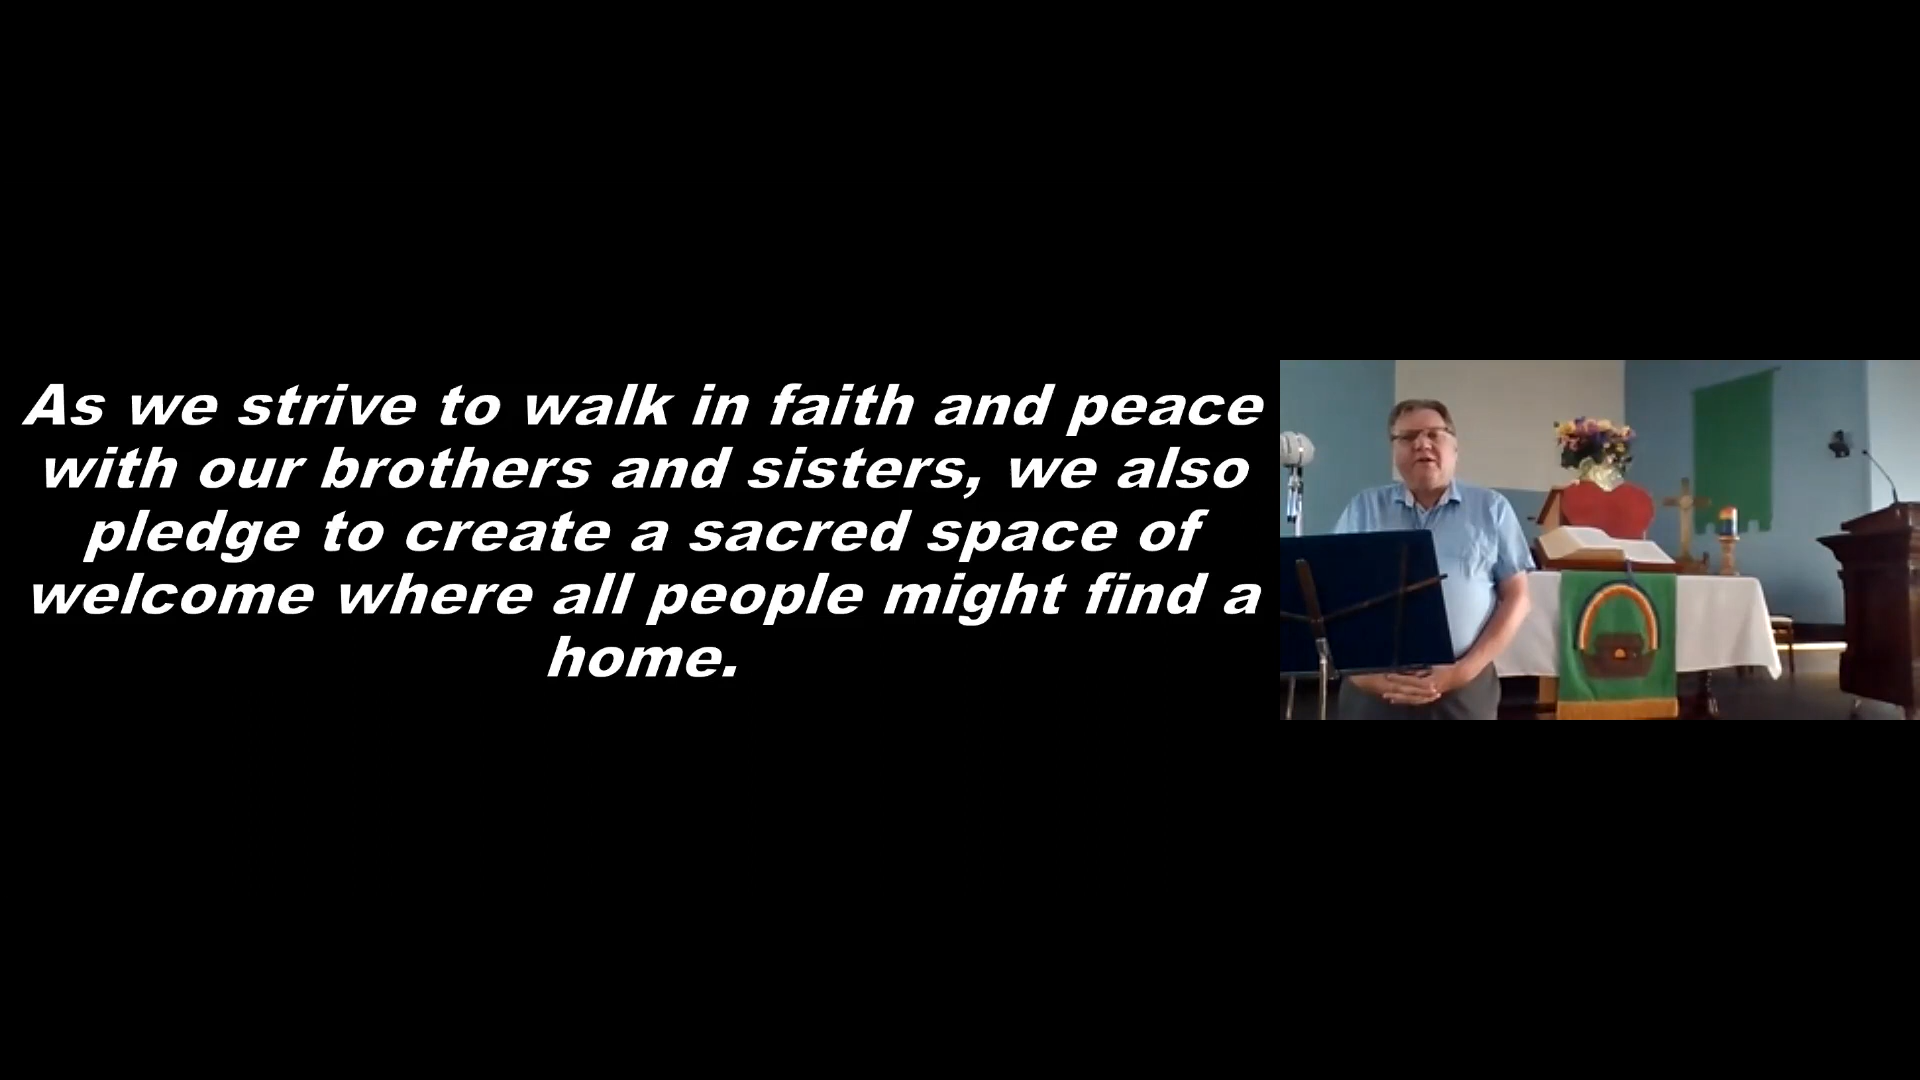 As we strive to walk in faith and peace
with our brothers and sisters, we also
pledge to create a sacred space of
welcome where all people might find a
home.